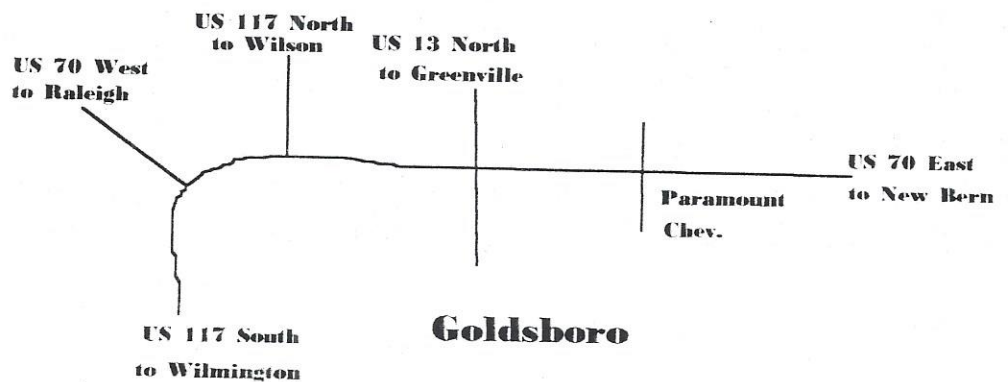 US 117 North
to Wilson
US 13 North
to Greenville
US 70 West
to Raleigh
US 70 East
to New Bern
Paramount
Chev.
Goldsboro
US 117 South
to Wilmington